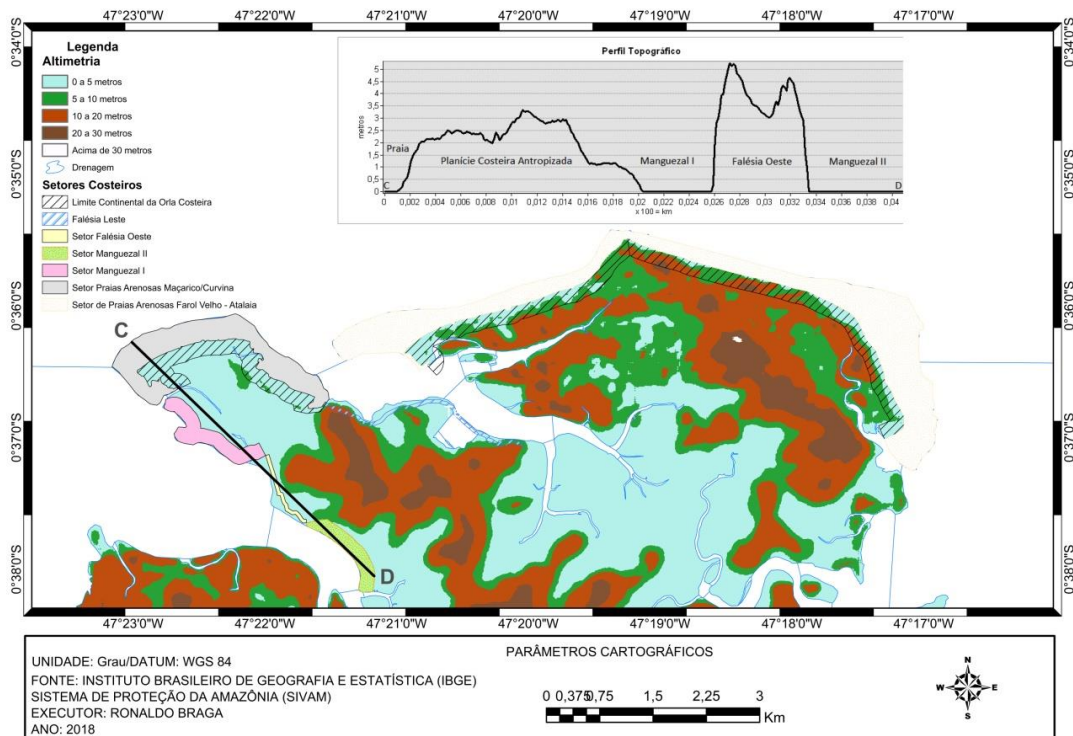 47°23'0"W 47°22'0"W 47°21'0"W 47°20'0"W 47°19'0"W 47°18'0"W 47°17'0"W
0°34'0"S
0°35'0"S
0°36'0"S
0°37'0"S
0°38'0"S
Legenda
Altimetria
0 a 5 metros
5 a 10 metros
10 a 20 metros
20 a 30 metros
Acima de 30 metros
Drenagem
Setores Costeiros
Limite Continental da Orla Costeira
Falésia Leste
Setor Falésia Oeste
Setor Manguezal II
Setor Manguezal I
Setor Praias Arenosas Maçarico/Curvina
Setor de Praias Arenosas Farol Velho - Atalaia
Perfil Topográfico
metros
5
4,5
4
3,5
3
2,5
2
1,5
1
0,5
0
Praia
Planície Costeira Antropizada
Manguezal I
Falésia Oeste
Manguezal II
C
D
0 0,002 0,004 0,006 0,008 0,01 0,012 0,014 0,016 0,018 0,02 0,022 0,024 0,026 0,028 0,03 0,032 0,034 0,036 0,038 0,04
x 100 = km
0°34'0"S
0°35'0"S
0°36'0"S
0°37'0"S
0°38'0"S
C
D
47°23'0"W 47°22'0"W 47°21'0"W 47°20'0"W 47°19'0"W 47°18'0"W 47°17'0"W
UNIDADE: Grau/DATUM: WGS 84
FONTE: INSTITUTO BRASILEIRO DE GEOGRAFIA E ESTATÍSTICA (IBGE)
SISTEMA DE PROTEÇÃO DA AMAZÔNIA (SIVAM)
EXECUTOR: RONALDO BRAGA
ANO: 2018
PARÂMETROS CARTOGRÁFICOS
0 0,375 0,75 1,5 2,25 3
Km
N
W E
S